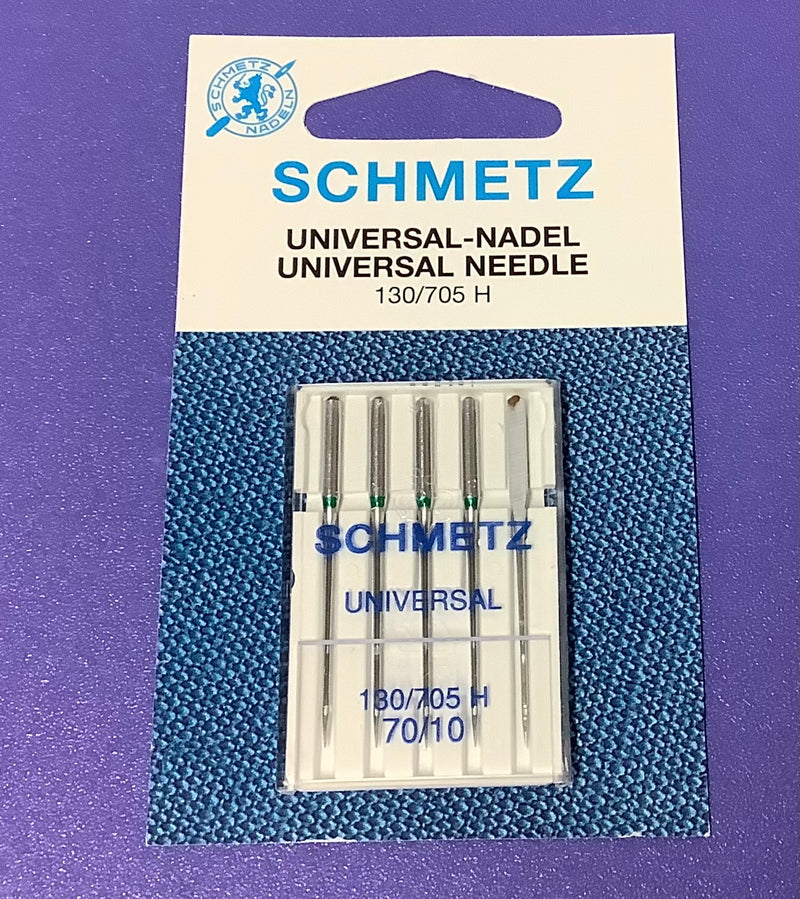 SCHMETZ
NADELN
SCHMETZ
UNIVERSAL-NADEL
UNIVERSAL NEEDLE
130/705 H
SCHMETZ
UNIVERSAL
130/705 H
70/10